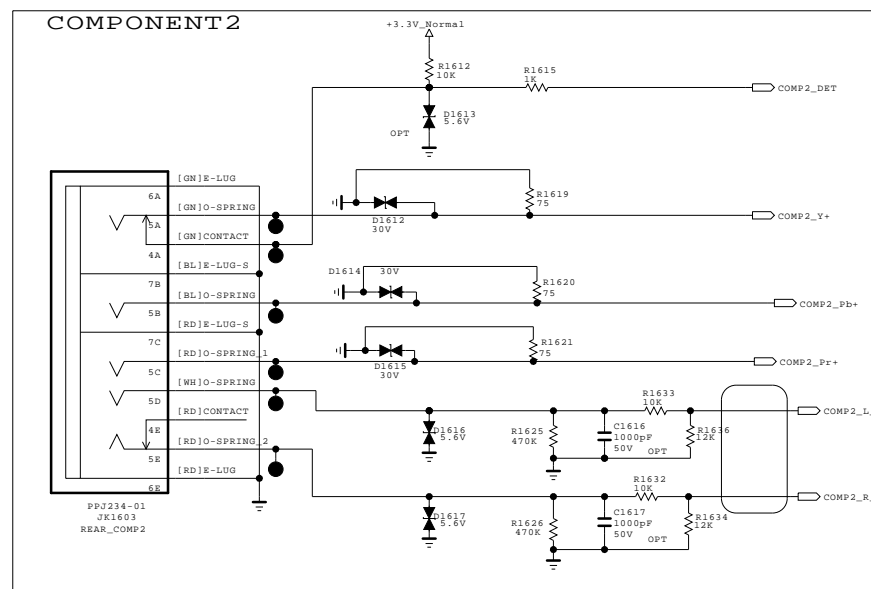 COMPONENT2
+3.3V_Normal
R1612
10K
R1615
1K
COMP2_DET
D1613
5.6V
OPT
[GN]E-LUG
6A
[GN]O-SPRING
5A
[GN]CONTACT
4A
[BL]E-LUG-S
7B
[BL]O-SPRING
5B
[RD]E-LUG-S
7C
[RD]O-SPRING_1
5C
[WH]O-SPRING
5D
[RD]CONTACT
4E
[RD]O-SPRING_2
5E
[RD]E-LUG
6E
PPJ234-01
JK1603
REAR_COMP2
R1619
75
D1612
30V
COMP2_Y+
D1614
30V
R1620
75
COMP2_Pb+
R1621
75
D1615
30V
COMP2_Pr+
R1633
10K
COMP2_L_
D1616
5.6V
R1625
470K
C1616
1000pF
50V
OPT
R1636
12K
R1632
10K
COMP2_R_
D1617
5.6V
R1626
470K
C1617
1000pF
50V
OPT
R1634
12K